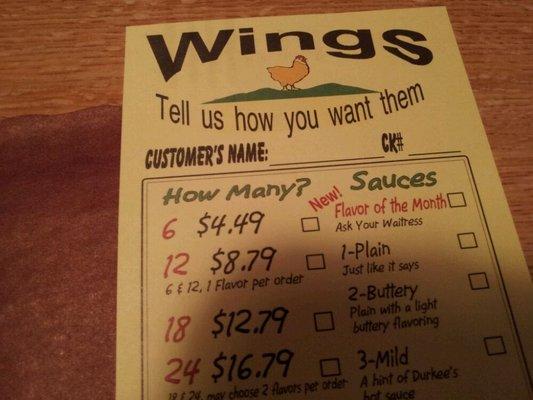 Wings
Tell us how you want them
CUSTOMER'S NAME: CK#
How Many?
6 $4.49
12 $8.79
6 & 12, 1 Flavor per order
18 $12.79
24 $16.79
18 & 24, may choose 2 flavors per order
Sauces
New!
Flavor of the Month
Ask Your Waitress
1-Plain
Just like it says
2-Buttery
Plain with a light
buttery flavoring
3-Mild
A hint of Durkee's
hot sauce